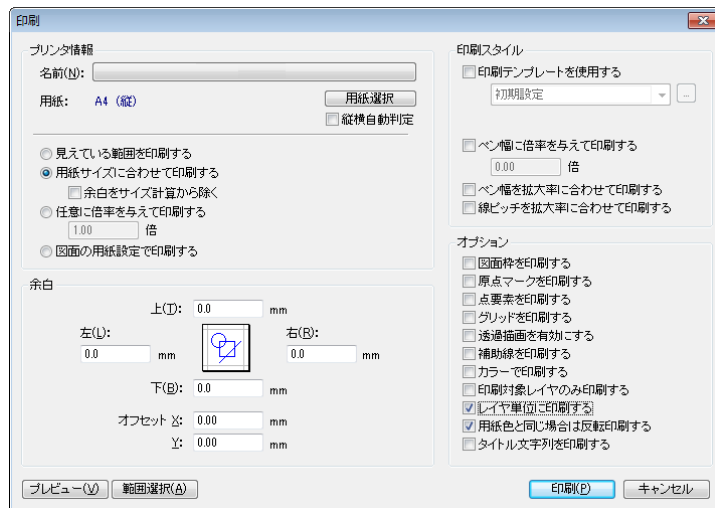 印刷
プリンタ情報
名前(N):
用紙: A4 (縦) 用紙選択
縦横自動判定
見えている範囲を印刷する
用紙サイズに合わせて印刷する
余白をサイズ計算から除く
任意に倍率を与えて印刷する
1.00 倍
図面の用紙設定で印刷する
余白
上(T): 0.0 mm
左(L): 右(R):
0.0 mm 0.0 mm
下(B): 0.0 mm
オフセット X: 0.00 mm
Y: 0.00 mm
印刷スタイル
印刷テンプレートを使用する
初期設定 ...
ペン幅に倍率を与えて印刷する
0.00 倍
ペン幅を拡大率に合わせて印刷する
線ピッチを拡大率に合わせて印刷する
オプション
図面枠を印刷する
原点マークを印刷する
点要素を印刷する
グリッドを印刷する
透過描画を有効にする
補助線を印刷する
カラーで印刷する
印刷対象レイヤのみ印刷する
レイヤ単位に印刷する
用紙色と同じ場合は反転印刷する
タイトル文字列を印刷する
プレビュー(V) 範囲選択(A) 印刷(P) キャンセル